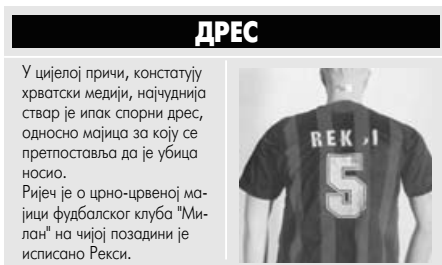 ДРЕС
У цијелој причи, констатују
хрватски медији, најчуднија
ствар је ипак спорни дрес,
односно мајица за коју се
претпоставља да је убица
носио.
Ријеч је о црно-црвеној ма-
јици фудбалског клуба "Ми-
лан" на чијој позадини је
исписано Рекси.
5